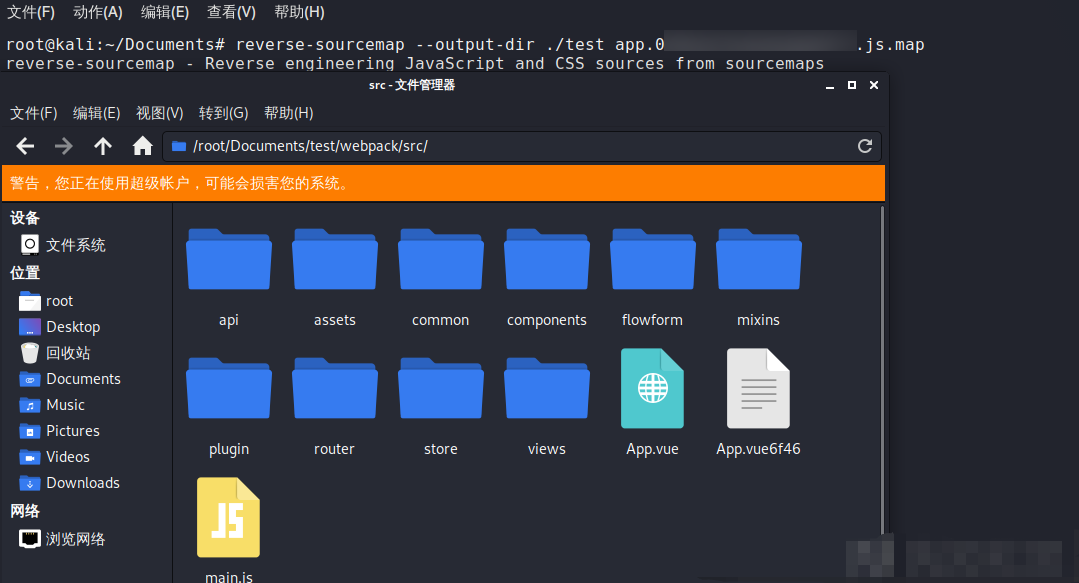 文件(F) 动作(A) 编辑(E) 查看(V) 帮助(H)
root@kali:~/Documents# reverse-sourcemap --output-dir ./test app.0 .js.map
reverse-sourcemap - Reverse engineering JavaScript and CSS sources from sourcemaps
src - 文件管理器
文件(F) 编辑(E) 视图(V) 转到(G) 帮助(H)
/root/Documents/test/webpack/src/
警告，您正在使用超级帐户，可能会损害您的系统。
设备
文件系统
位置
root
Desktop
回收站
Documents
Music
Pictures
Videos
Downloads
网络
浏览网络
api assets common components flowform mixins
plugin router store views App.vue App.vue6f46
JS
main.js